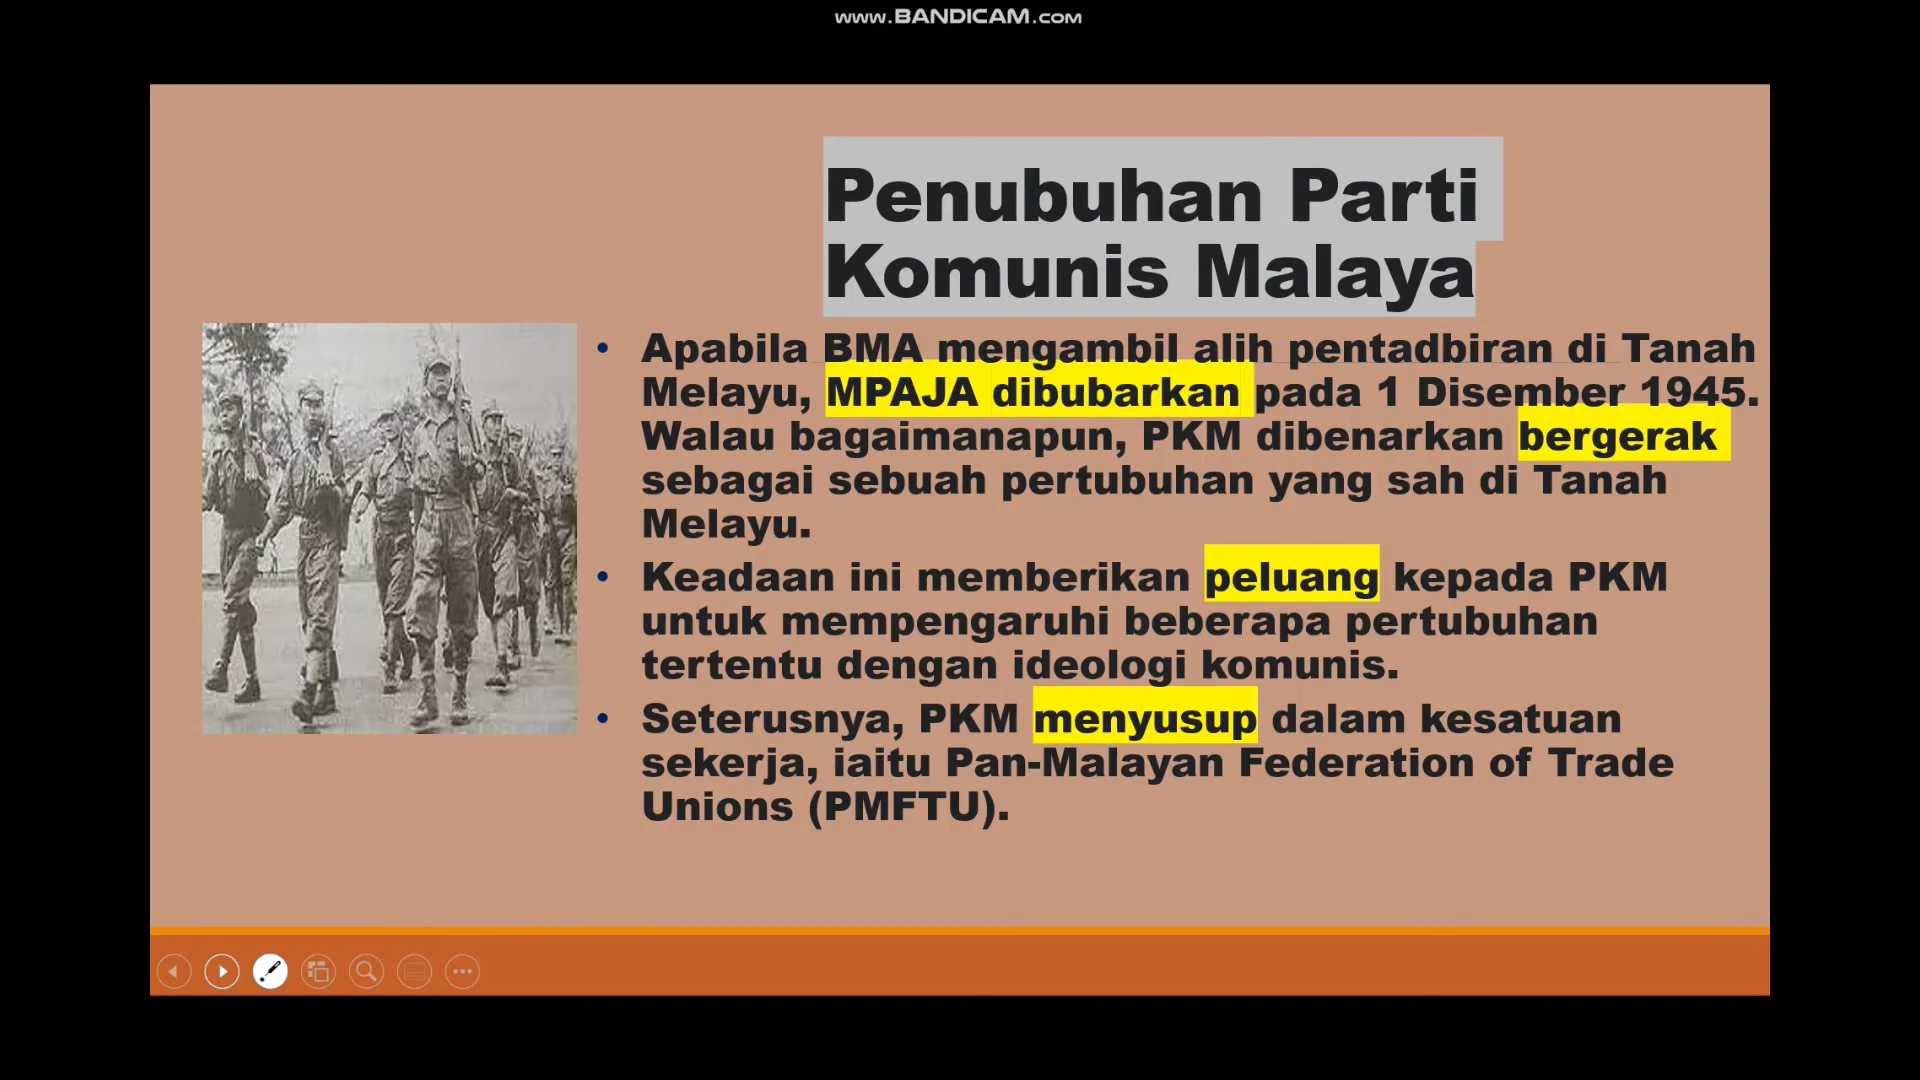 www.BANDICAM.com
Penubuhan Parti
Komunis Malaya
• Apabila BMA mengambil alih pentadbiran di Tanah
Melayu, MPAJA dibubarkan pada 1 Disember 1945.
Walau bagaimanapun, PKM dibenarkan bergerak
sebagai sebuah pertubuhan yang sah di Tanah
Melayu.
• Keadaan ini memberikan peluang kepada PKM
untuk mempengaruhi beberapa pertubuhan
tertentu dengan ideologi komunis.
• Seterusnya, PKM menyusup dalam kesatuan
sekerja, iaitu Pan-Malayan Federation of Trade
Unions (PMFTU).